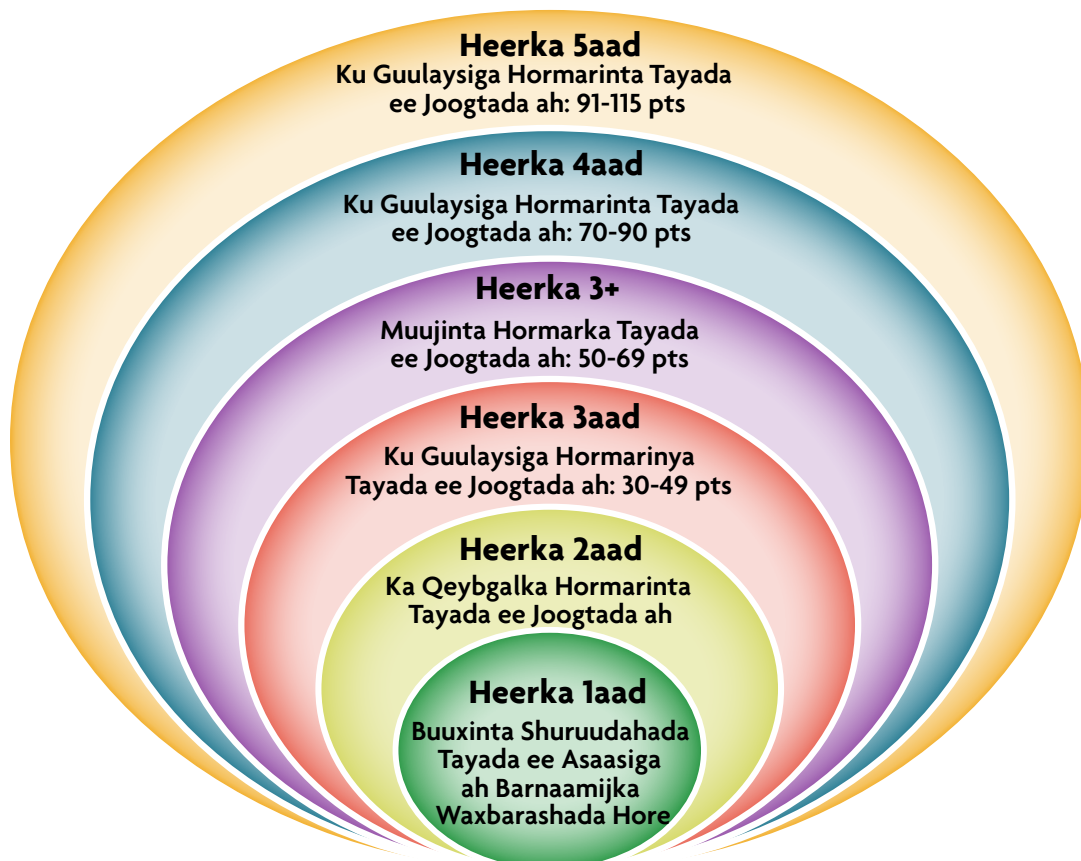 Heerka 5aad
Ku Guulaysiga Hormarinta Tayada
ee Joogtada ah: 91-115 pts
Heerka 4aad
Ku Guulaysiga Hormarinta Tayada
ee Joogtada ah: 70-90 pts
Heerka 3+
Muujinta Hormarka Tayada
ee Joogtada ah: 50-69 pts
Heerka 3aad
Ku Guulaysiga Hormarinya
Tayada ee Joogtada ah: 30-49 pts
Heerka 2aad
Ka Qeybgalka Hormarinta
Tayada ee Joogtada ah
Heerka 1aad
Buuxinta Shuruudahada
Tayada ee Asaasiga
ah Barnaamijka
Waxbarashada Hore